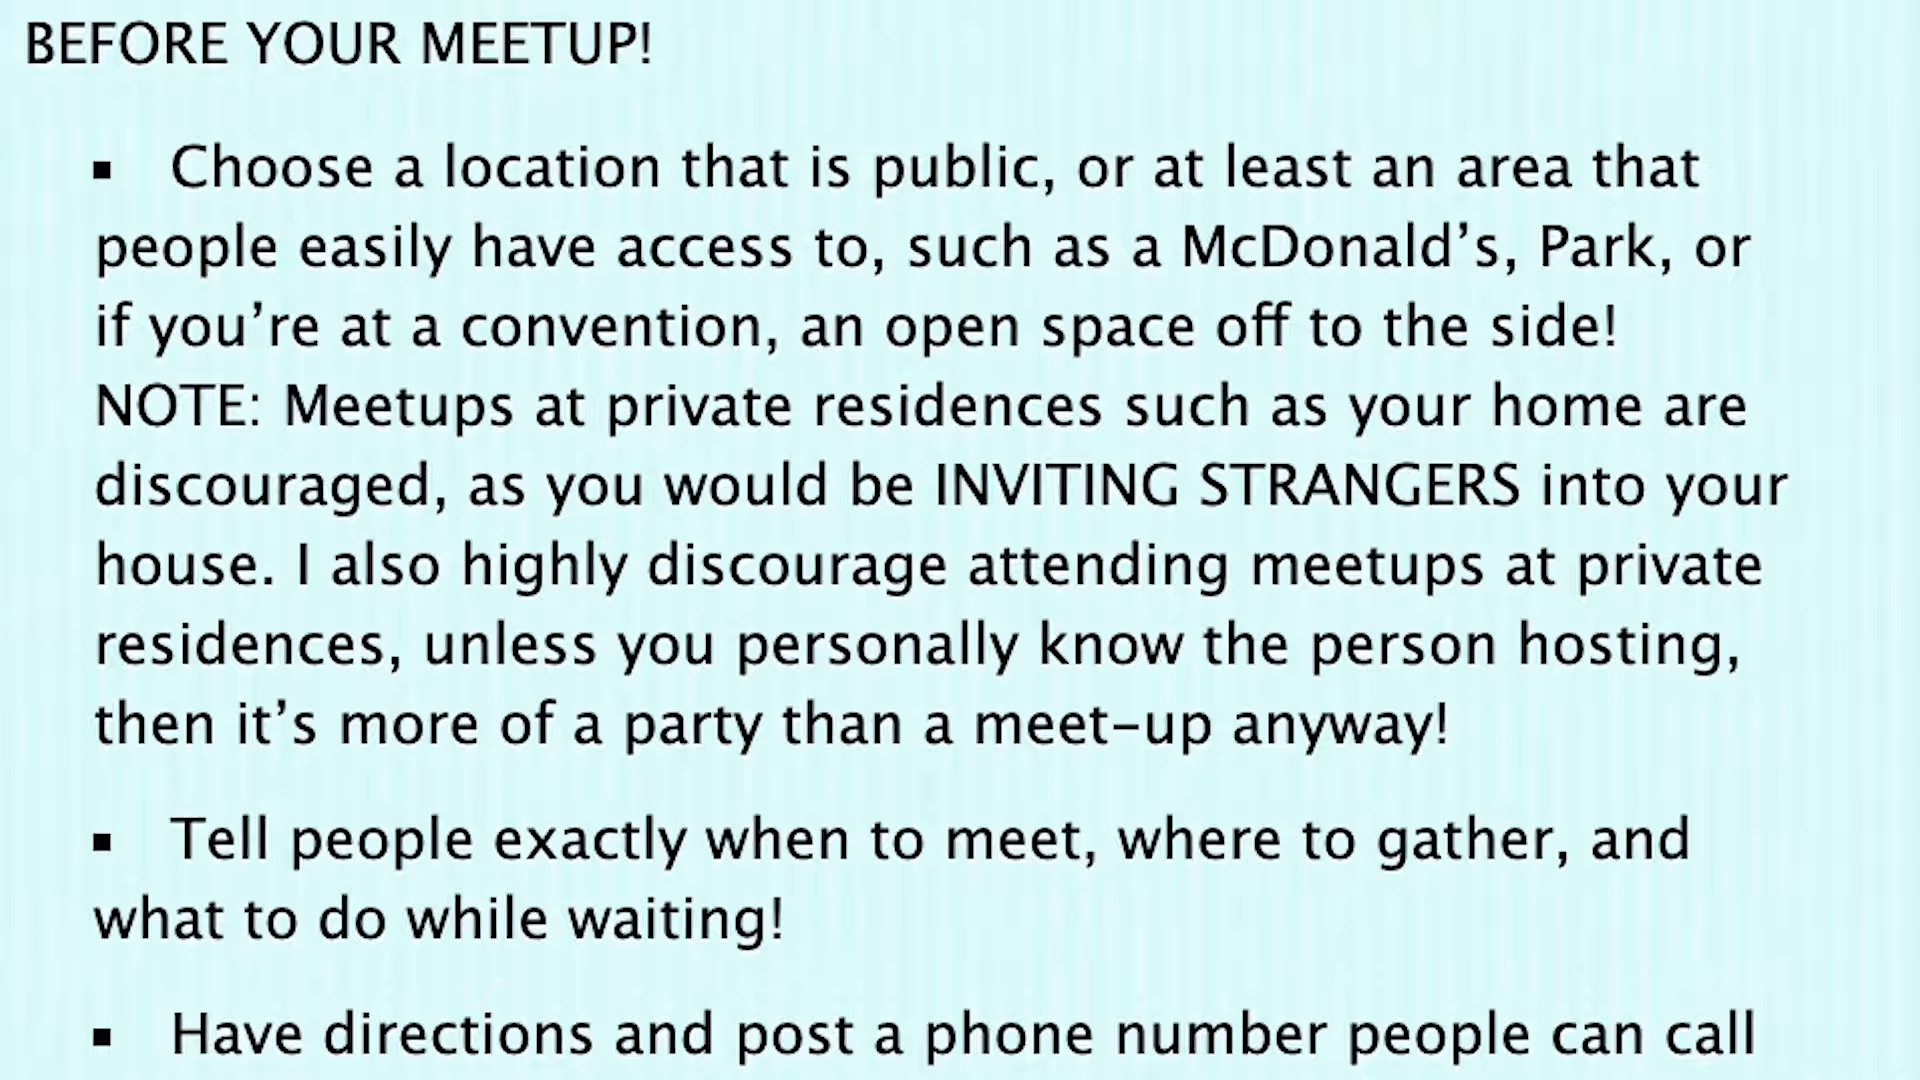 BEFORE YOUR MEETUP!
▪ Choose a location that is public, or at least an area that
people easily have access to, such as a McDonald’s, Park, or
if you’re at a convention, an open space off to the side!
NOTE: Meetups at private residences such as your home are
discouraged, as you would be INVITING STRANGERS into your
house. I also highly discourage attending meetups at private
residences, unless you personally know the person hosting,
then it’s more of a party than a meet-up anyway!
▪ Tell people exactly when to meet, where to gather, and
what to do while waiting!
▪ Have directions and post a phone number people can call